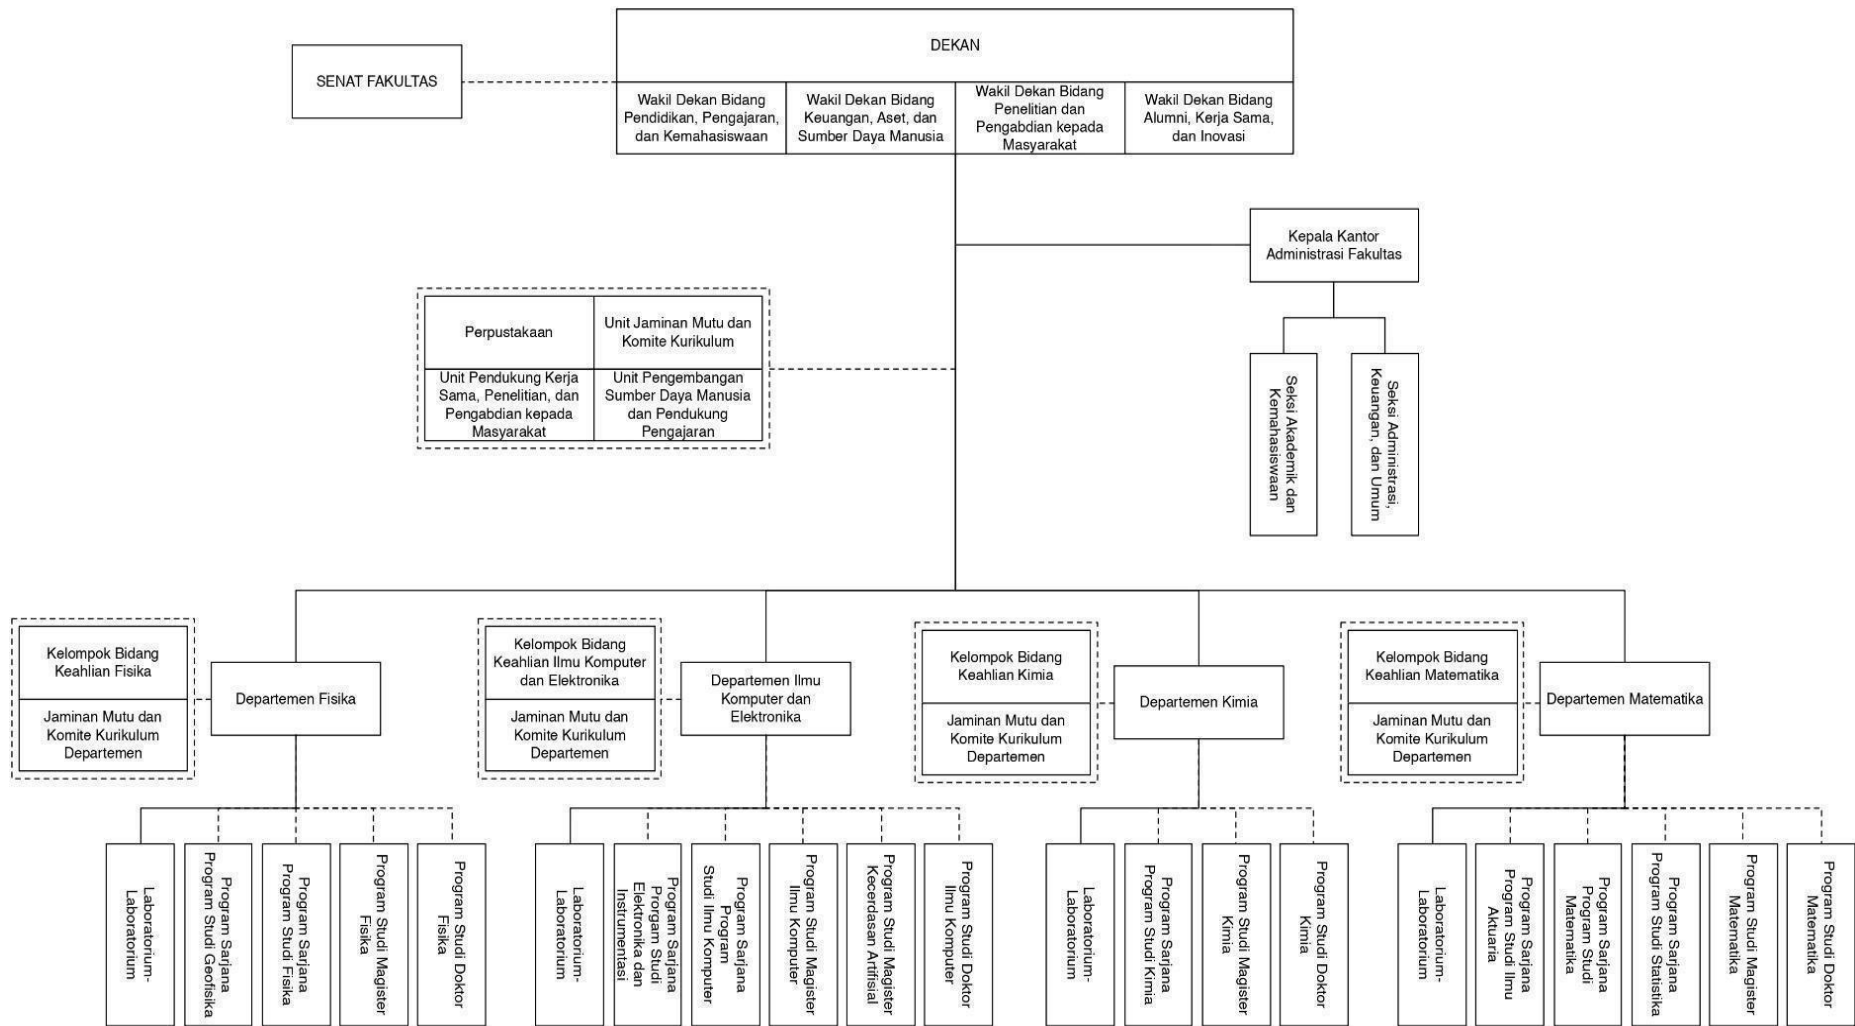 DEKAN
SENAT FAKULTAS
Wakil Dekan Bidang
Pendidikan, Pengajaran,
dan Kemahasiswaan
Wakil Dekan Bidang
Keuangan, Aset, dan
Sumber Daya Manusia
Wakil Dekan Bidang
Penelitian dan
Pengabdian kepada
Masyarakat
Wakil Dekan Bidang
Alumni, Kerja Sama,
dan Inovasi
Kepala Kantor
Administrasi Fakultas
Perpustakaan
Unit Jaminan Mutu dan
Komite Kurikulum
Unit Pendukung Kerja
Sama, Penelitian, dan
Pengabdian kepada
Masyarakat
Unit Pengembangan
Sumber Daya Manusia
dan Pendukung
Pengajaran
Seksi Akademik dan
Kemahasiswaan
Seksi Administrasi,
Keuangan, dan Umum
Kelompok Bidang
Keahlian Fisika
Jaminan Mutu dan
Komite Kurikulum
Departemen
Departemen Fisika
Kelompok Bidang
Keahlian Ilmu Komputer
dan Elektronika
Jaminan Mutu dan
Komite Kurikulum
Departemen
Departemen Ilmu
Komputer dan
Elektronika
Kelompok Bidang
Keahlian Kimia
Jaminan Mutu dan
Komite Kurikulum
Departemen
Departemen Kimia
Kelompok Bidang
Keahlian Matematika
Jaminan Mutu dan
Komite Kurikulum
Departemen
Departemen Matematika
Laboratorium-
Laboratorium
Program Sarjana
Program Studi Geofisika
Program Sarjana
Program Studi Fisika
Program Studi Magister
Fisika
Program Studi Doktor
Fisika
Laboratorium-
Laboratorium
Program Sarjana
Prorgam Studi
Elektronika dan
Instrumentasi
Program Sarjana
Program
Studi Ilmu Komputer
Program Studi Magister
Ilmu Komputer
Program Studi Magister
Kecerdasan Artifisial
Program Studi Doktor
Ilmu Komputer
Laboratorium-
Laboratorium
Program Sarjana
Program Studi Kimia
Program Studi Magister
Kimia
Program Studi Doktor
Kimia
Laboratorium-
Laboratorium
Program Sarjana
Program Studi Ilmu
Aktuaria
Program Sarjana
Program Studi
Matematika
Program Sarjana
Program Studi Statistika
Program Studi Magister
Matematika
Program Studi Doktor
Matematika